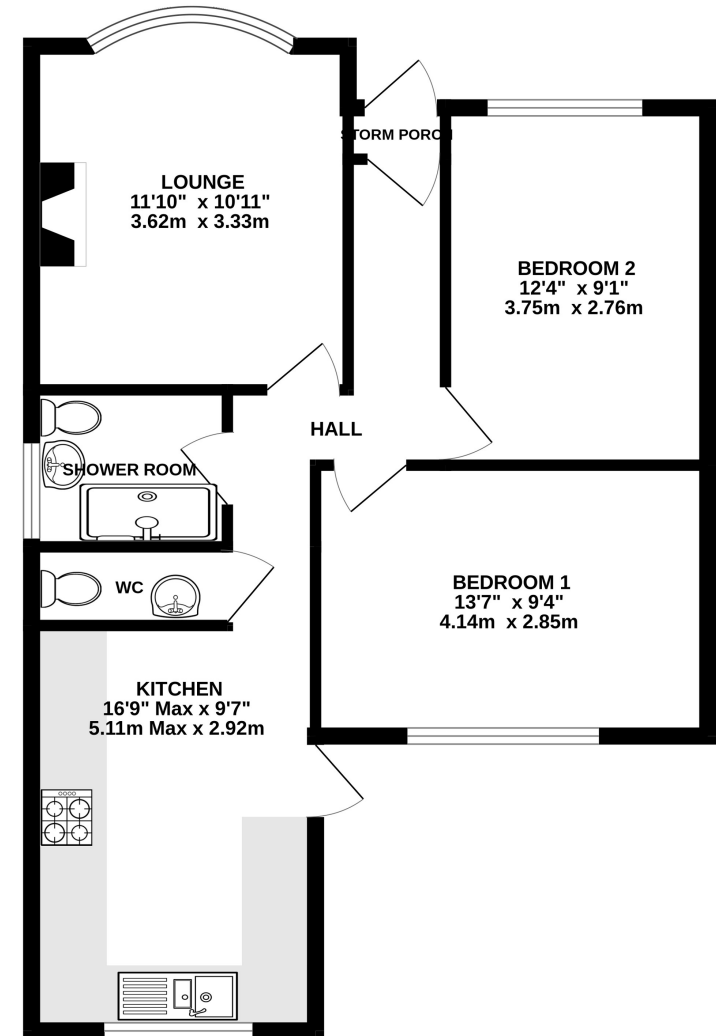 STORM PORCH
LOUNGE
11'10" x 10'11"
3.62m x 3.33m
BEDROOM 2
12'4" x 9'1"
3.75m x 2.76m
HALL
SHOWER ROOM
WC
BEDROOM 1
13'7" x 9'4"
4.14m x 2.85m
KITCHEN
16'9" Max x 9'7"
5.11m Max x 2.92m